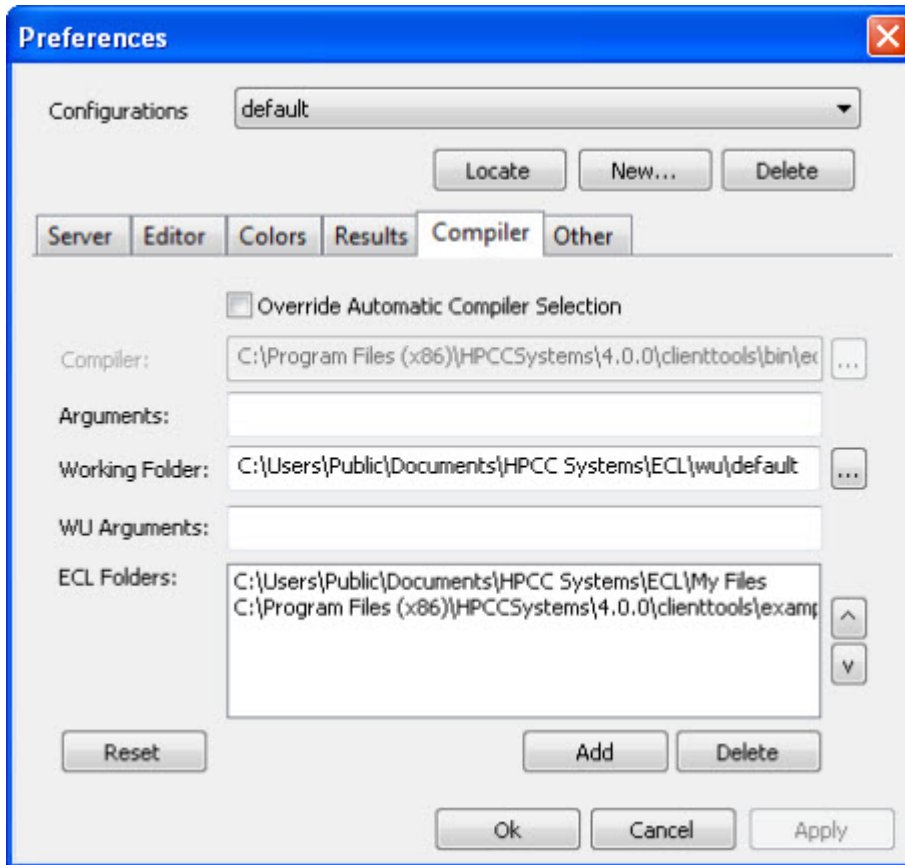 Preferences
Configurations default
Locate New... Delete
Server Editor Colors Results Compiler Other
Override Automatic Compiler Selection
Compiler: C:\Program Files (x86)\HPCCSystems\4.0.0\clienttools\bin\ec ...
Arguments:
Working Folder: C:\Users\Public\Documents\HPCC Systems\ECL\wu\default ...
WU Arguments:
ECL Folders: C:\Users\Public\Documents\HPCC Systems\ECL\My Files
C:\Program Files (x86)\HPCCSystems\4.0.0\clienttools\examp
Reset Add Delete
Ok Cancel Apply